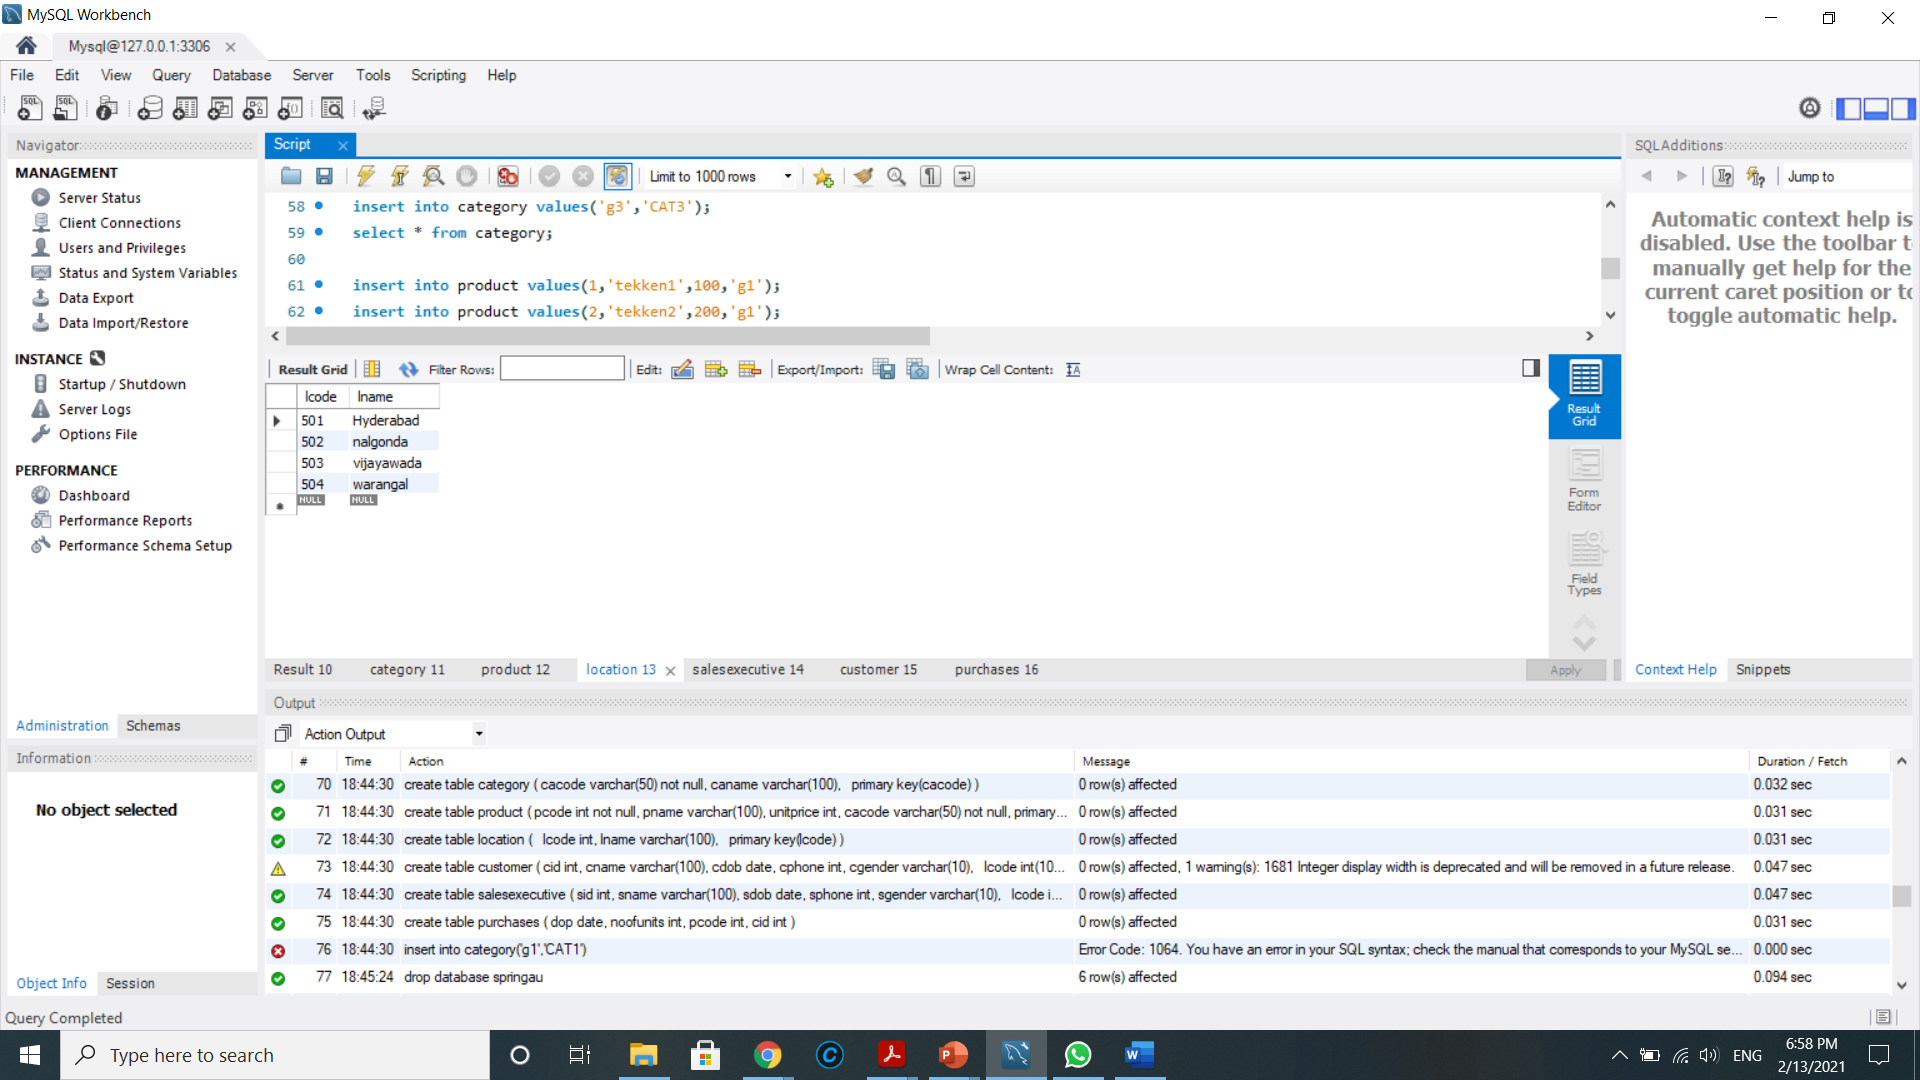 MySQL Workbench
Mysql@127.0.0.1:3306
File Edit View Query Database Server Tools Scripting Help
Navigator
MANAGEMENT
Server Status
Client Connections
Users and Privileges
Status and System Variables
Data Export
Data Import/Restore
INSTANCE
Startup / Shutdown
Server Logs
Options File
PERFORMANCE
Dashboard
Performance Reports
Performance Schema Setup
Administration Schemas
Information
No object selected
Object Info Session
Query Completed
Script
Limit to 1000 rows
58 insert into category values('g3','CAT3');
59 select * from category;
60
61 insert into product values(1,'tekken1',100,'g1');
62 insert into product values(2,'tekken2',200,'g1');
Result Grid Filter Rows: Edit: Export/Import: Wrap Cell Content:
lcode lname
501 Hyderabad
502 nalgonda
503 vijayawada
504 warangal
NULL NULL
Result Grid
Form Editor
Field Types
Result 10 category 11 product 12 location 13 salesexecutive 14 customer 15 purchases 16
Apply
SQLAdditions
Jump to
Automatic context help is
disabled. Use the toolbar t
manually get help for the
current caret position or to
toggle automatic help.
Context Help Snippets
Output
Action Output
# Time Action Message Duration / Fetch
70 18:44:30 create table category ( cacode varchar(50) not null, caname varchar(100), primary key(cacode) ) 0 row(s) affected 0.032 sec
71 18:44:30 create table product ( pcode int not null, pname varchar(100), unitprice int, cacode varchar(50) not null, primary... 0 row(s) affected 0.031 sec
72 18:44:30 create table location ( lcode int, lname varchar(100), primary key(lcode) ) 0 row(s) affected 0.031 sec
73 18:44:30 create table customer ( cid int, cname varchar(100), cdob date, cphone int, cgender varchar(10), lcode int(10... 0 row(s) affected, 1 warning(s): 1681 Integer display width is deprecated and will be removed in a future release. 0.047 sec
74 18:44:30 create table salesexecutive ( sid int, sname varchar(100), sdob date, sphone int, sgender varchar(10), lcode i... 0 row(s) affected 0.047 sec
75 18:44:30 create table purchases ( dop date, noofunits int, pcode int, cid int ) 0 row(s) affected 0.031 sec
76 18:44:30 insert into category('g1','CAT1') Error Code: 1064. You have an error in your SQL syntax; check the manual that corresponds to your MySQL se... 0.000 sec
77 18:45:24 drop database springau 6 row(s) affected 0.094 sec
Type here to search
ENG
6:58 PM
2/13/2021